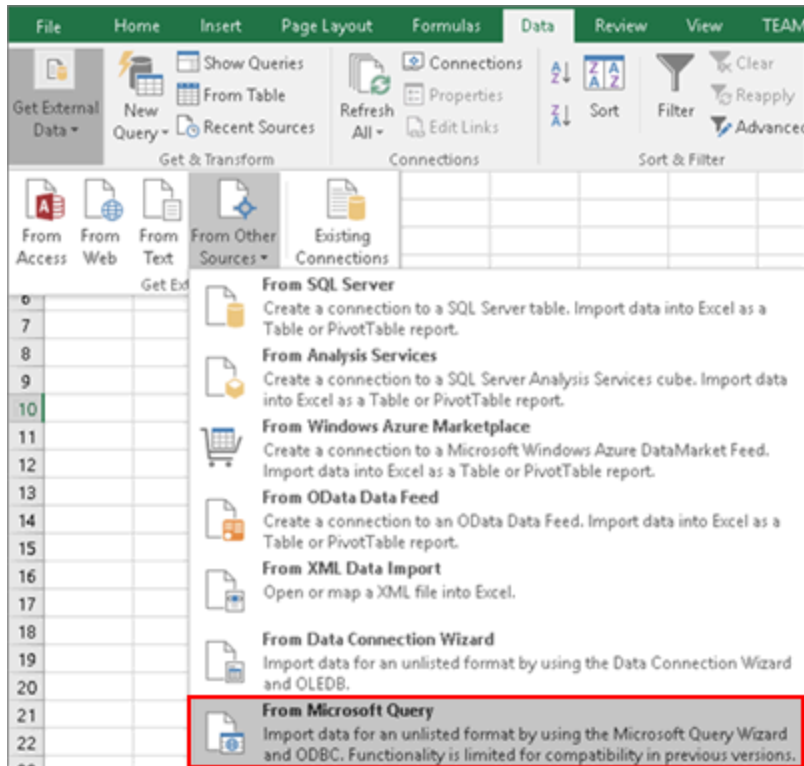 File Home Insert Page Layout Formulas Data Review View TEAM
Get External Data
New Query
Show Queries
From Table
Recent Sources
Get & Transform
Refresh All
Connections
Properties
Edit Links
Connections
Sort
Filter
Clear
Reapply
Advanced
Sort & Filter
From Access
From Web
From Text
From Other Sources
Existing Connections
Get Ex
From SQL Server
Create a connection to a SQL Server table. Import data into Excel as a
Table or PivotTable report.
From Analysis Services
Create a connection to a SQL Server Analysis Services cube. Import data
into Excel as a Table or PivotTable report.
From Windows Azure Marketplace
Create a connection to a Microsoft Windows Azure DataMarket Feed.
Import data into Excel as a Table or PivotTable report.
From OData Data Feed
Create a connection to an OData Data Feed. Import data into Excel as a
Table or PivotTable report.
From XML Data Import
Open or map a XML file into Excel.
From Data Connection Wizard
Import data for an unlisted format by using the Data Connection Wizard
and OLEDB.
From Microsoft Query
Import data for an unlisted format by using the Microsoft Query Wizard
and ODBC. Functionality is limited for compatibility in previous versions.
6
7
8
9
10
11
12
13
14
15
16
17
18
19
20
21
22